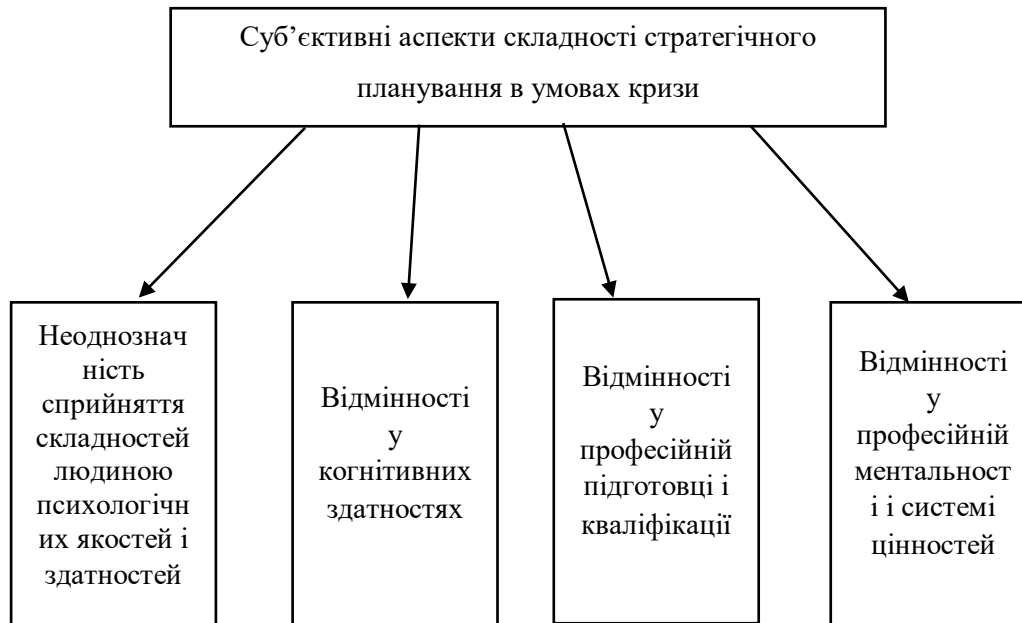 Суб’єктивні аспекти складності стратегічного
планування в умовах кризи
Неоднознач
ність
сприйняття
складностей
людиною
психологічн
их якостей і
здатностей
Відмінності
у
когнітивних
здатностях
Відмінності
у
професійній
підготовці і
кваліфікації
Відмінності
у
професійній
ментальност
і і системі
цінностей